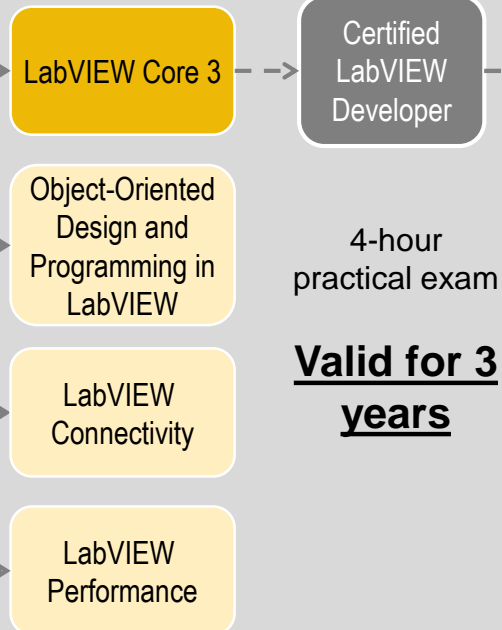 LabVIEW Core 3
Certified
LabVIEW
Developer
Object-Oriented
Design and
Programming in
LabVIEW
4-hour
practical exam
Valid for 3
years
LabVIEW
Connectivity
LabVIEW
Performance